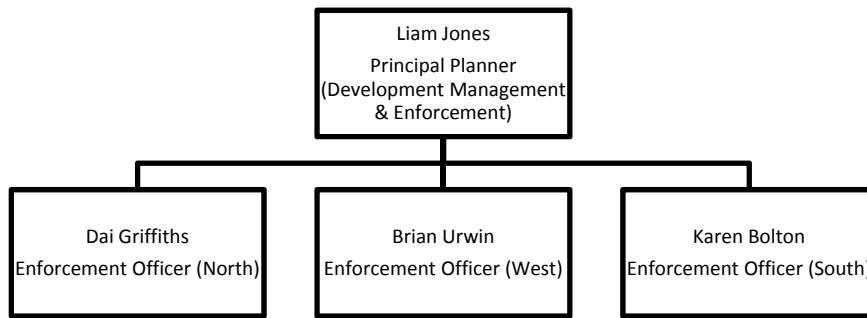 Liam Jones
Principal Planner
(Development Management
& Enforcement)
Dai Griffiths
Enforcement Officer (North)
Brian Urwin
Enforcement Officer (West)
Karen Bolton
Enforcement Officer (South)